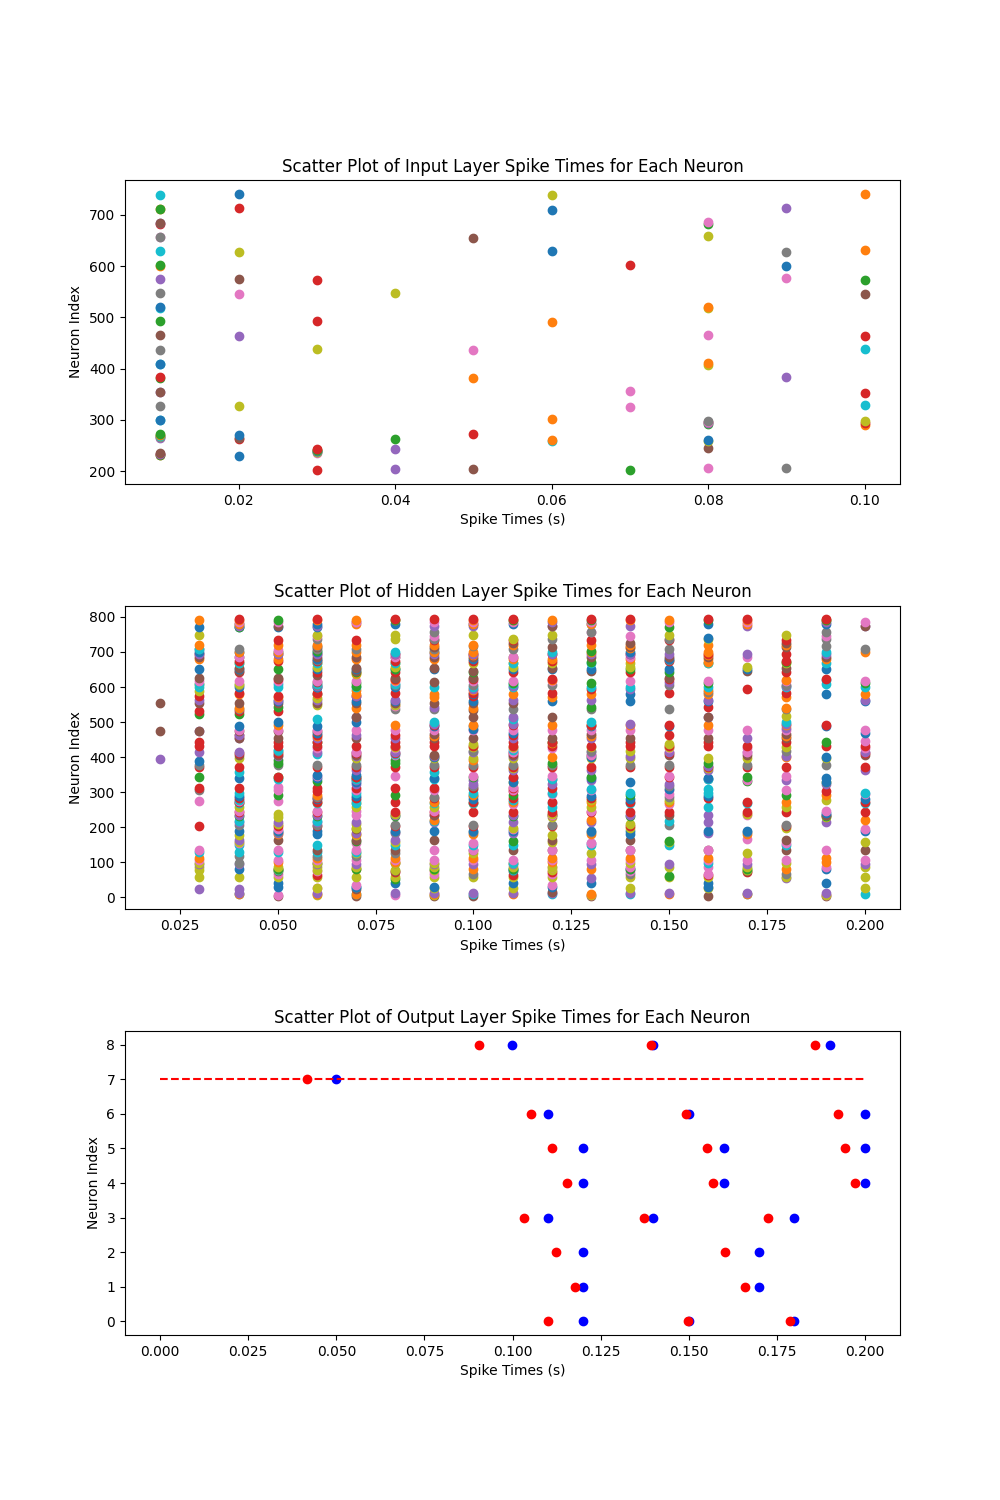 Scatter Plot of Input Layer Spike Times for Each Neuron
Neuron Index
700
600
500
400
300
200
0.02 0.04 0.06 0.08 0.10
Spike Times (s)
Scatter Plot of Hidden Layer Spike Times for Each Neuron
Neuron Index
800
700
600
500
400
300
200
100
0
0.025 0.050 0.075 0.100 0.125 0.150 0.175 0.200
Spike Times (s)
Scatter Plot of Output Layer Spike Times for Each Neuron
Neuron Index
8
7
6
5
4
3
2
1
0
0.000 0.025 0.050 0.075 0.100 0.125 0.150 0.175 0.200
Spike Times (s)